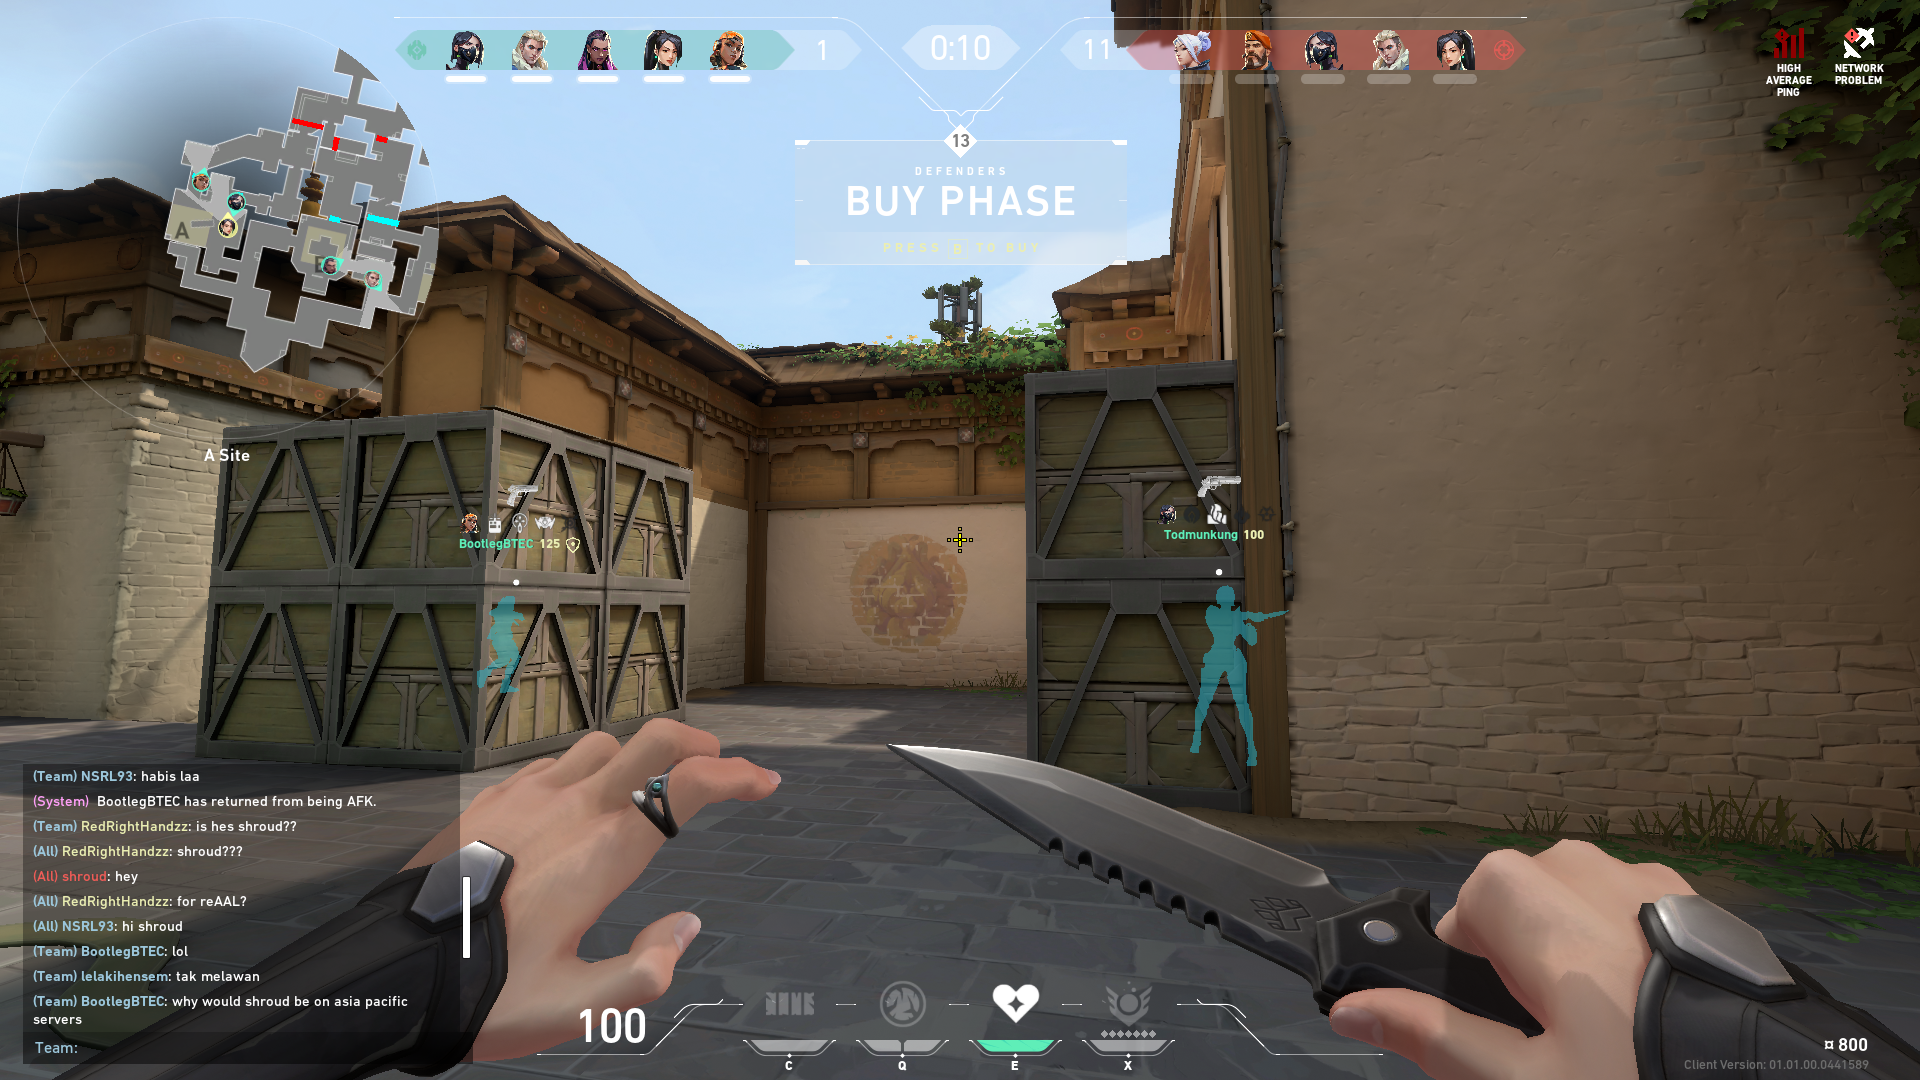 1
0:10
11
HIGH
AVERAGE
PING
NETWORK
PROBLEM
13
DEFENDERS
BUY PHASE
PRESS B TO BUY
A
B
A Site
BootlegBTEC 125
Todmunkung 100
(Team) NSRL93: habis laa
(System) BootlegBTEC has returned from being AFK.
(Team) RedRightHandzz: is hes shroud??
(All) RedRightHandzz: shroud???
(All) shroud: hey
(All) RedRightHandzz: for reAAL?
(All) NSRL93: hi shroud
(Team) BootlegBTEC: lol
(Team) lelakihensem: tak melawan
(Team) BootlegBTEC: why would shroud be on asia pacific
servers
Team:
100
C
Q
E
X
¤ 800
Client Version: 01.01.00.0441589